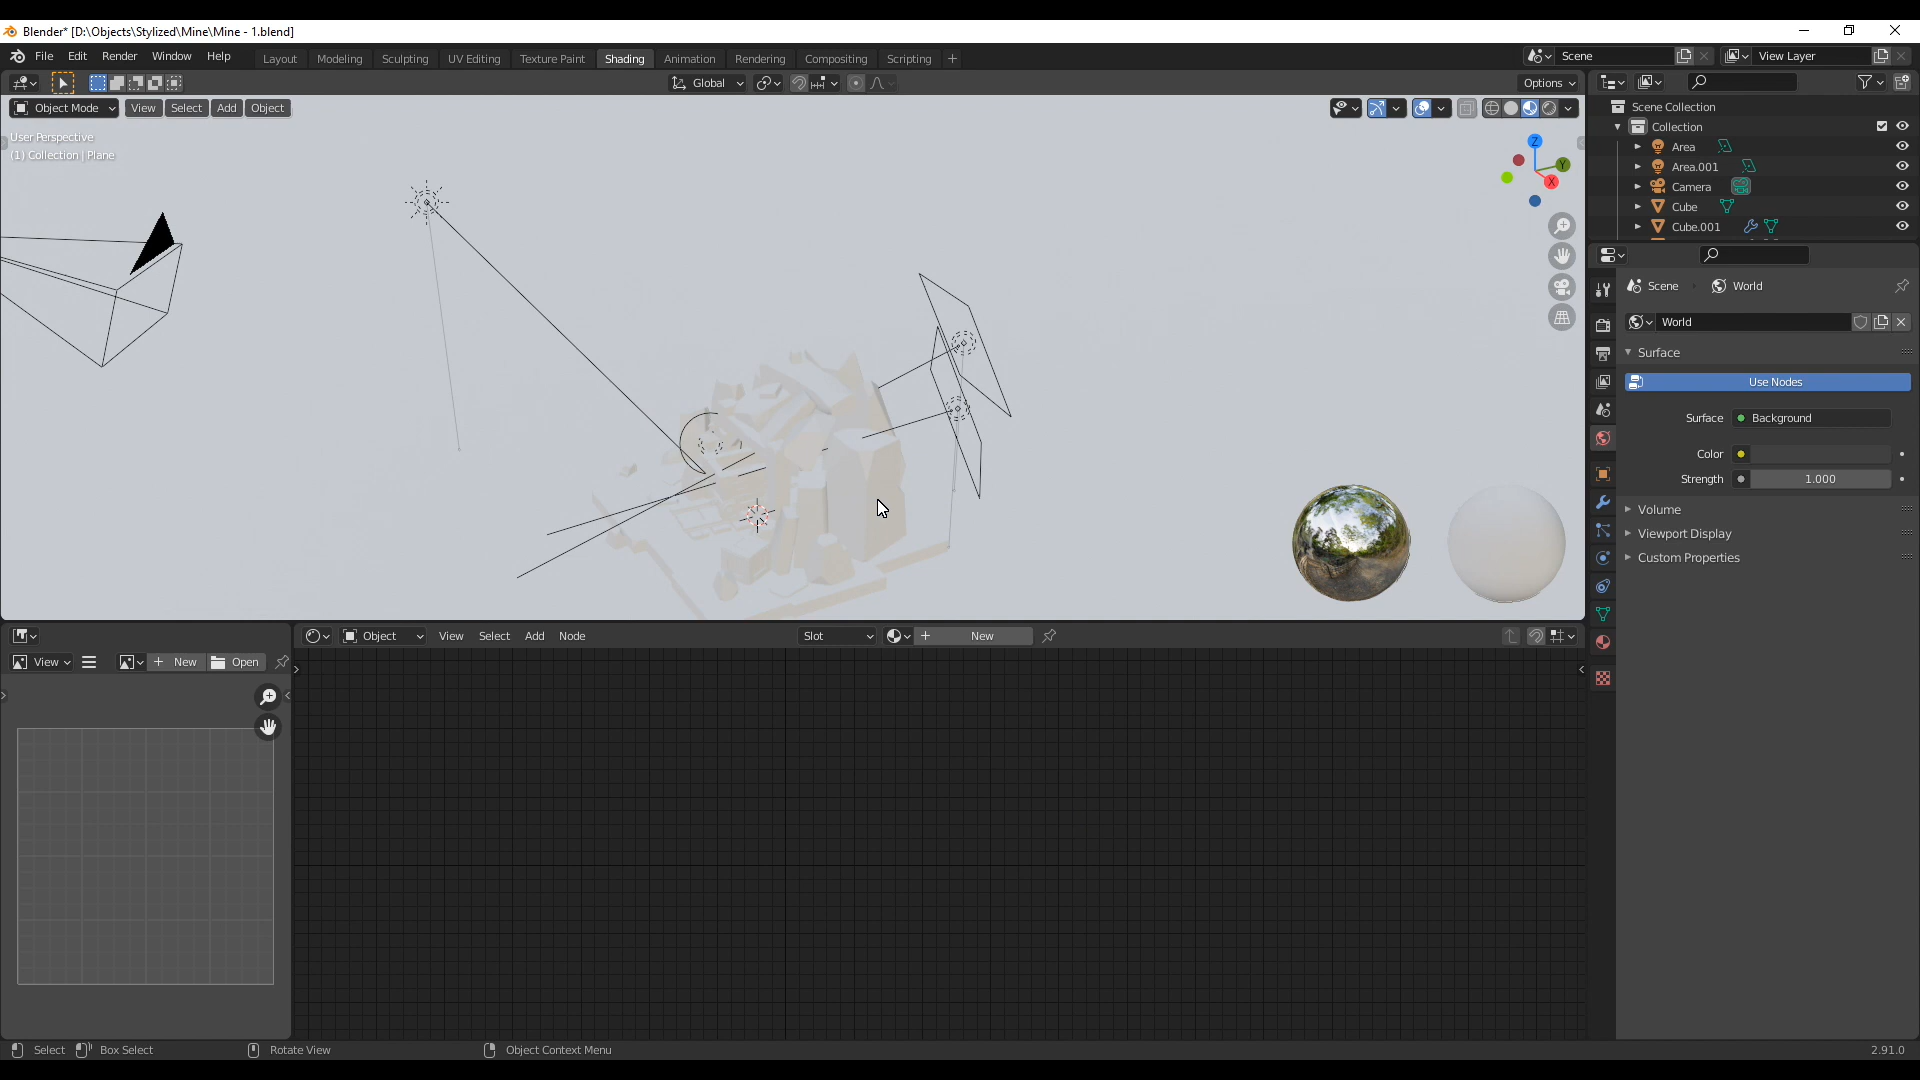 Blender* [D:\Objects\Stylized\Mine\Mine - 1.blend]
File Edit Render Window Help
Layout Modeling Sculpting UV Editing Texture Paint Shading Animation Rendering Compositing Scripting +
Scene
View Layer
Global
Options
Object Mode View Select Add Object
User Perspective
(1) Collection | Plane
Z
Y
X
Scene Collection
Collection
Area
Area.001
Camera
Cube
Cube.001
Scene World
World
Surface
Use Nodes
Surface Background
Color
Strength 1.000
Volume
Viewport Display
Custom Properties
Object View Select Add Node
Slot
New
View
New
Open
Select Box Select Rotate View Object Context Menu
2.91.0